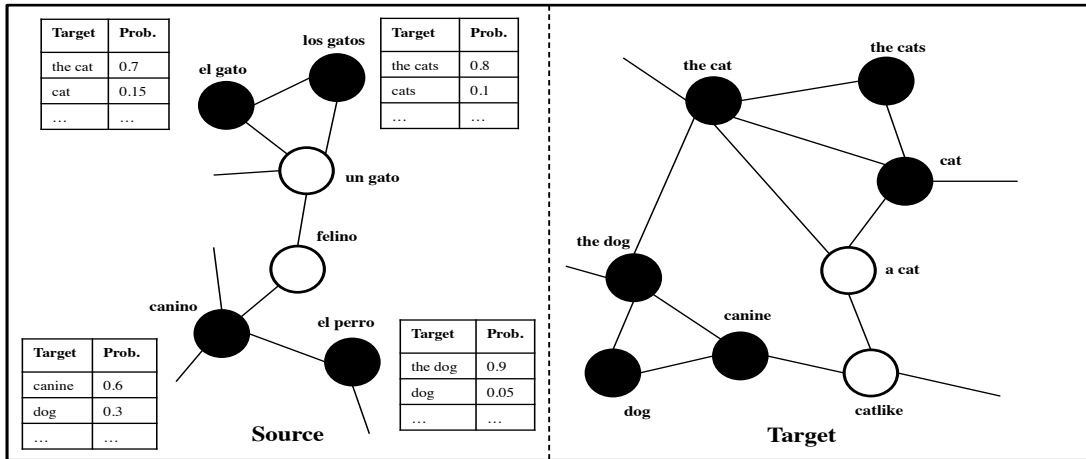 Target Prob.
the cat 0.7
cat 0.15
… …
el gato
los gatos
Target Prob.
the cats 0.8
cats 0.1
… …
un gato
felino
canino
el perro
Target Prob.
canine 0.6
dog 0.3
… …
Target Prob.
the dog 0.9
dog 0.05
… …
Source
the cat
the cats
cat
the dog
a cat
canine
dog
catlike
Target